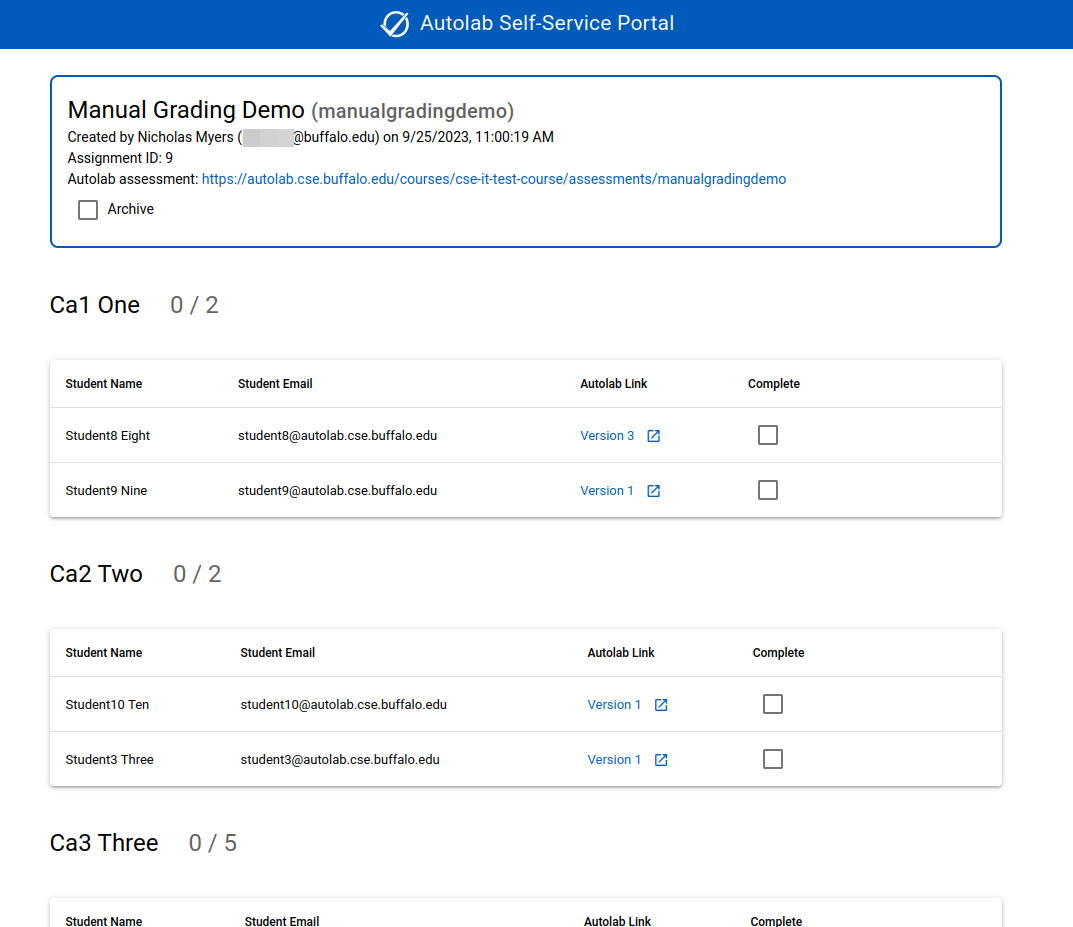 Autolab Self-Service Portal
Manual Grading Demo (manualgradingdemo)
Created by Nicholas Myers ( @buffalo.edu) on 9/25/2023, 11:00:19 AM
Assignment ID: 9
Autolab assessment: https://autolab.cse.buffalo.edu/courses/cse-it-test-course/assessments/manualgradingdemo
Archive
Ca1 One 0 / 2
Student Name Student Email Autolab Link Complete
Student8 Eight student8@autolab.cse.buffalo.edu Version 3
Student9 Nine student9@autolab.cse.buffalo.edu Version 1
Ca2 Two 0 / 2
Student Name Student Email Autolab Link Complete
Student10 Ten student10@autolab.cse.buffalo.edu Version 1
Student3 Three student3@autolab.cse.buffalo.edu Version 1
Ca3 Three 0 / 5
Student Name Student Email Autolab Link Complete